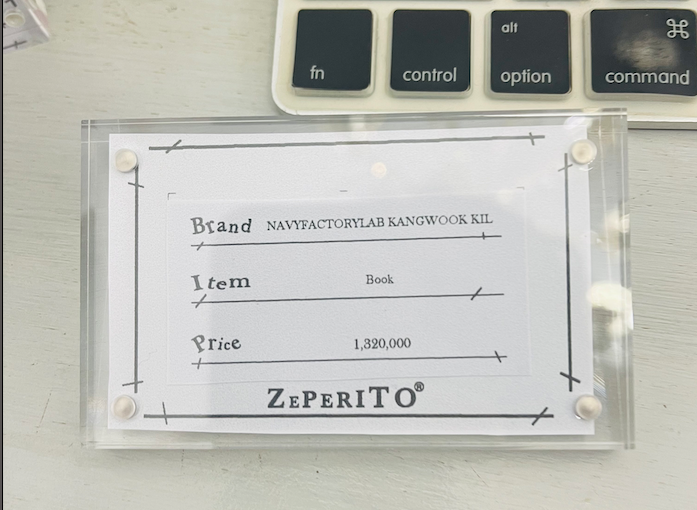 alt
⌘
fn
control
option
command
Brand NAVYFACTORYLAB KANGWOOK KIL
Item Book
Price 1,320,000
ZEPERITO®